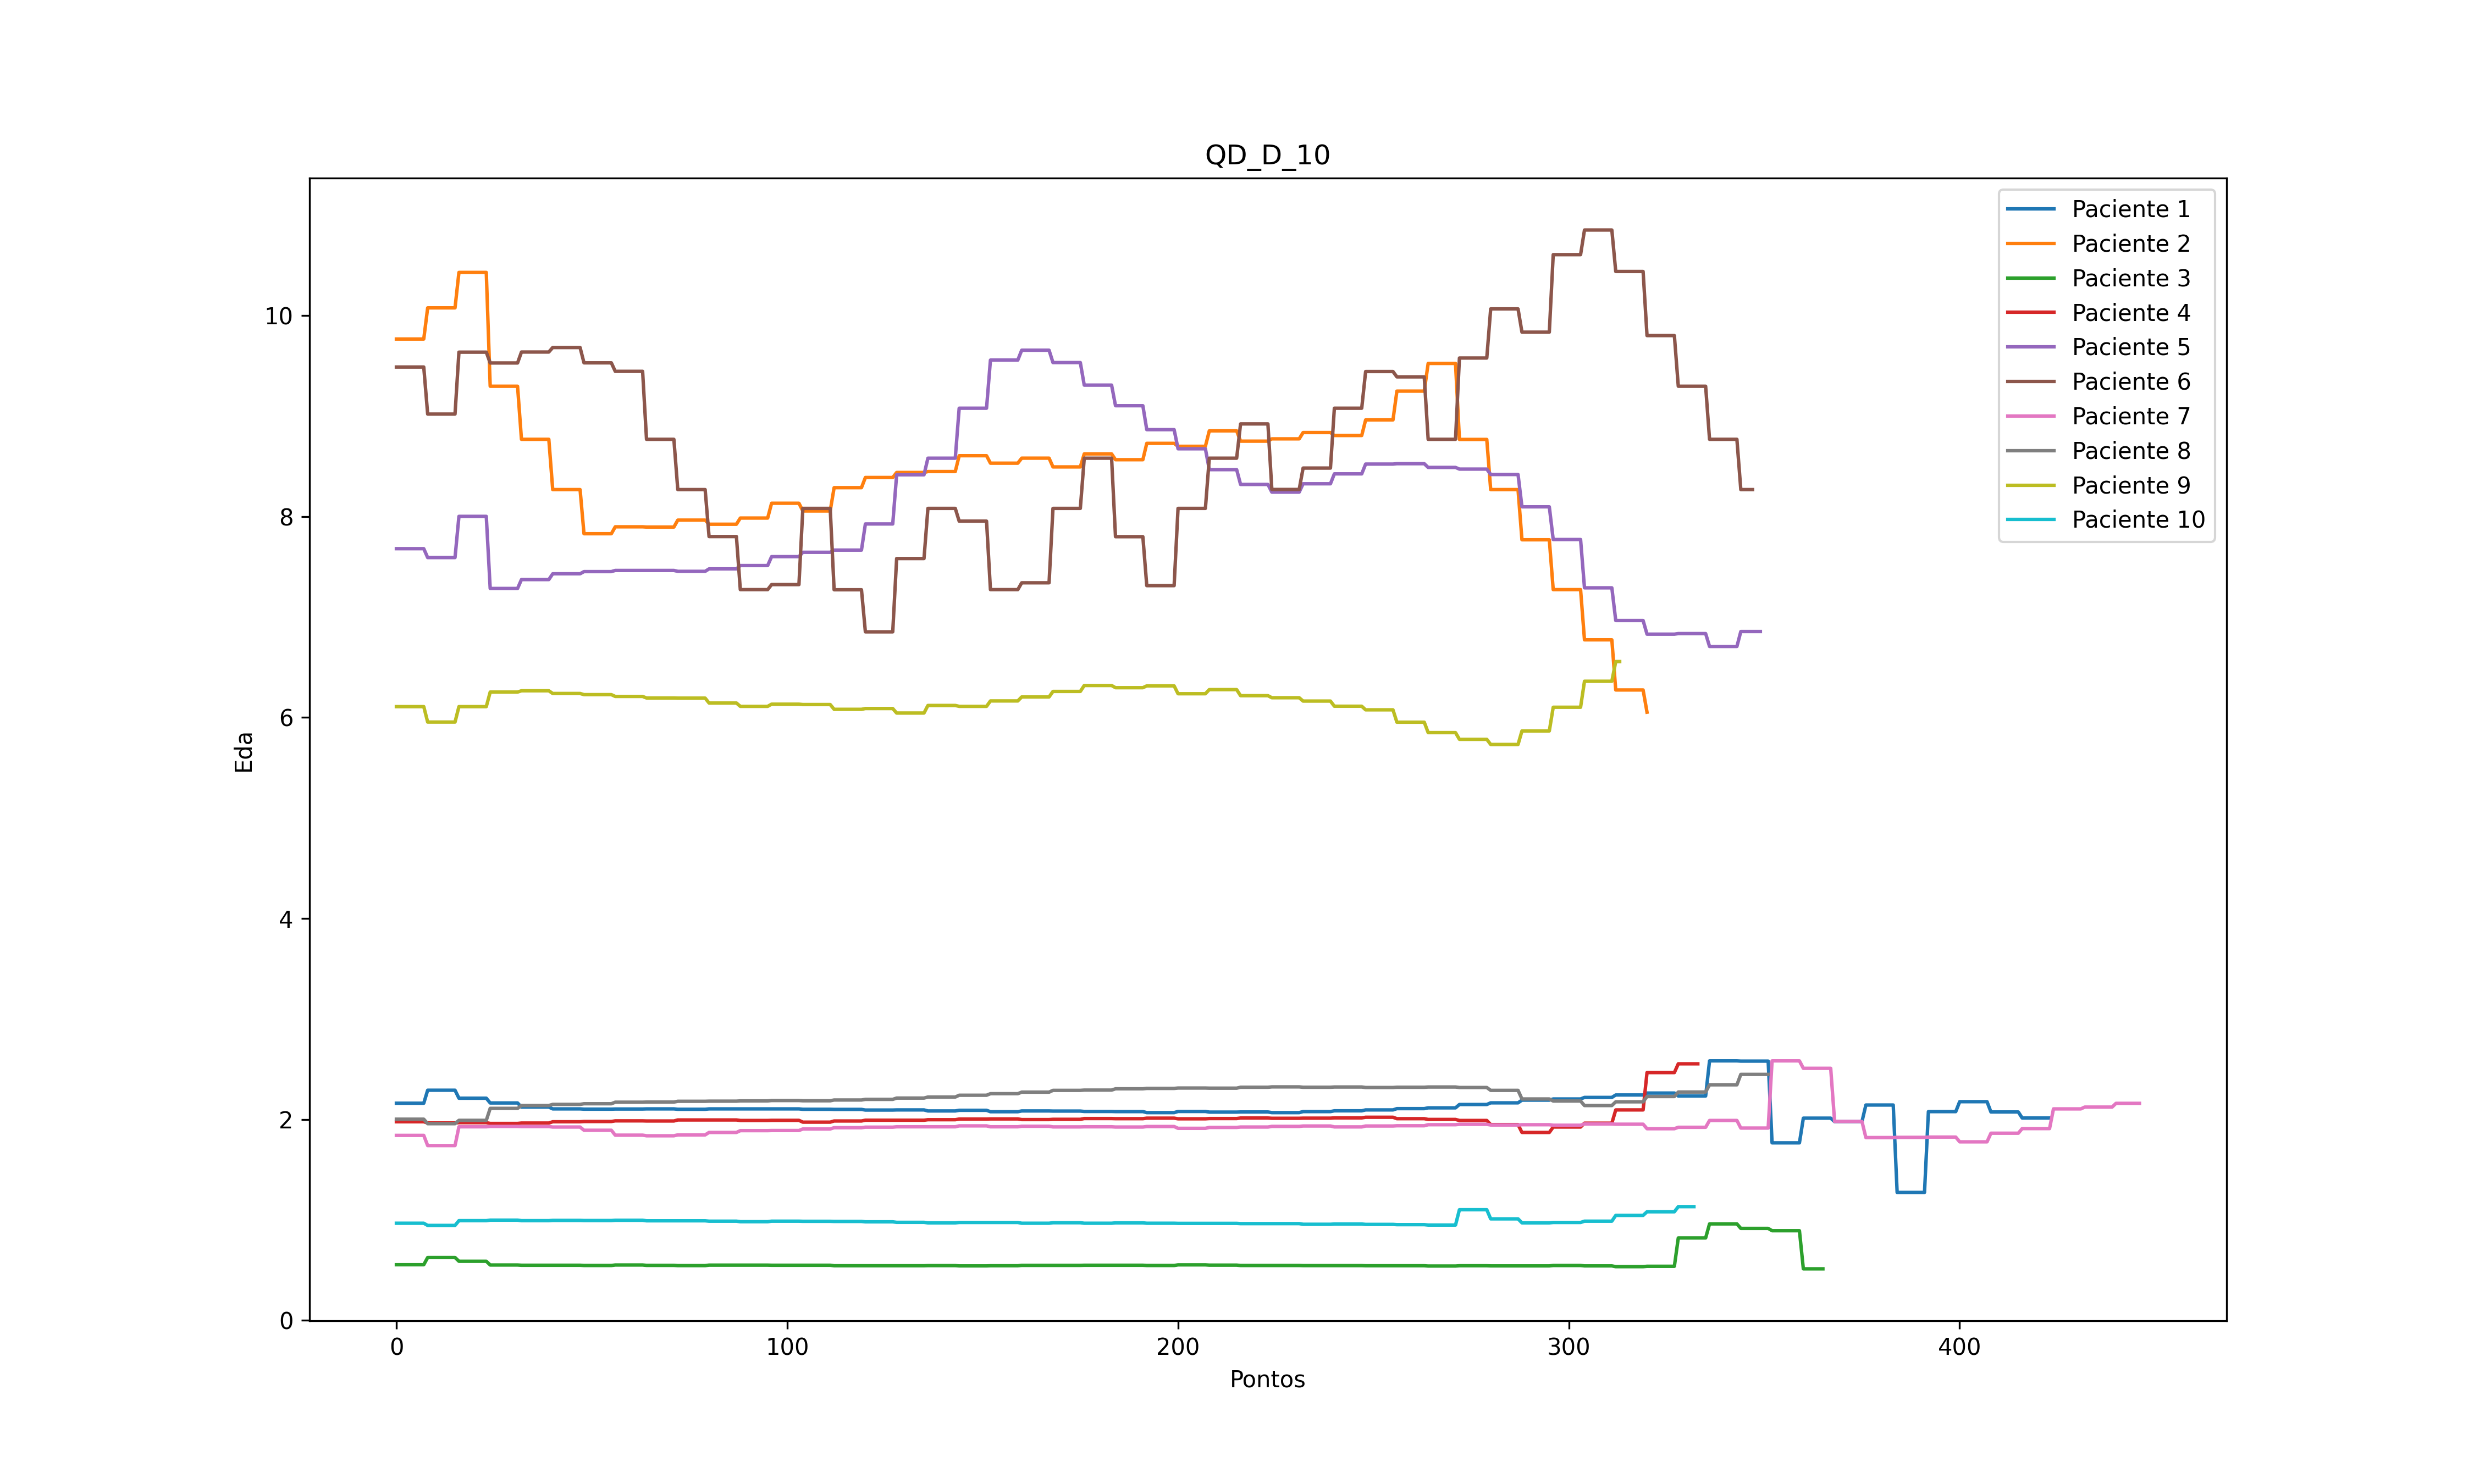 QD_D_10
Paciente 1
Paciente 2
Paciente 3
Paciente 4
Paciente 5
Paciente 6
Paciente 7
Paciente 8
Paciente 9
Paciente 10
10
8
6
4
2
0
Eda
0 100 200 300 400
Pontos